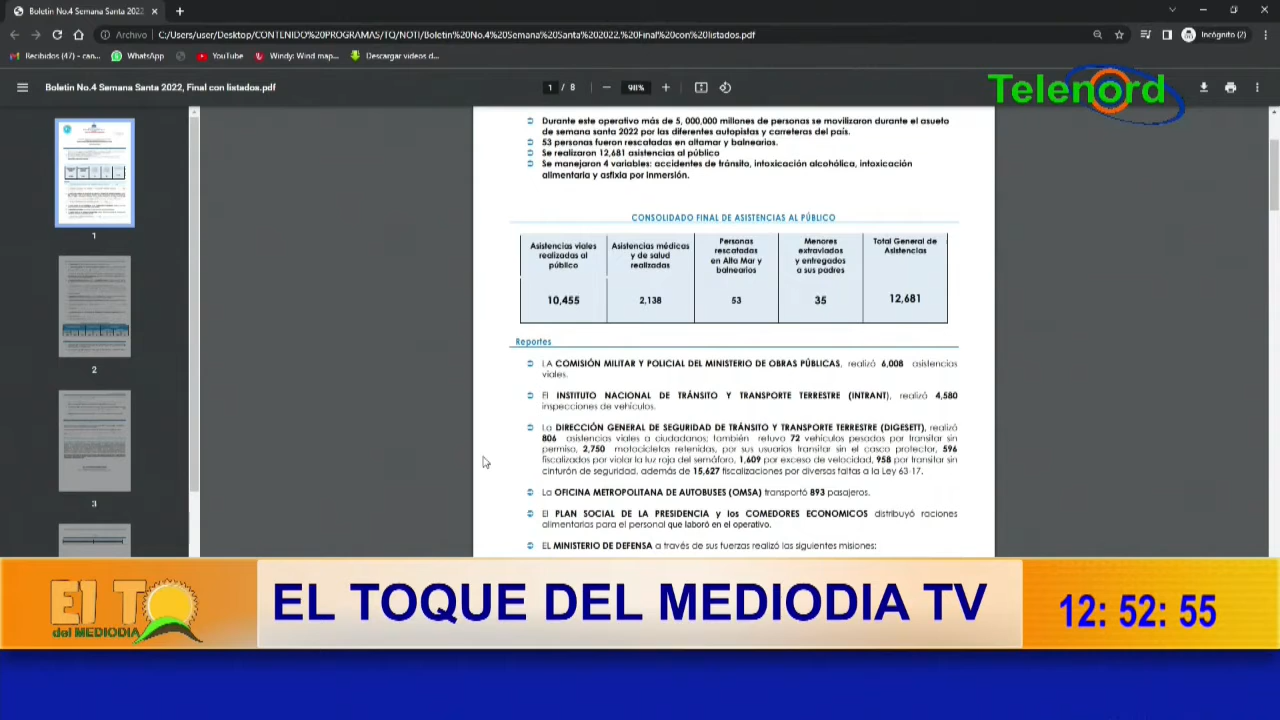 Boletin No.4 Semana Santa 2022,
Archivo
C:/Users/user/Desktop/CONTENIDO%20PROGRAMAS/TQ/NOTI/Boletin%20No.4%20Semana%20Santa%202022.%20Final%20con%20listados.pdf
Incógnito (2)
Recibidos (47) - can...
WhatsApp
YouTube
Windy: Wind map...
Descargar videos d...
Boletin No.4 Semana Santa 2022, Final con listados.pdf
1 / 8
98%
Telenord
Durante este operativo más de 5, 000,000 millones de personas se movilizaron durante el asueto
de semana santa 2022 por las diferentes autopistas y carreteras del país.
53 personas fueron rescatadas en altamar y balnearios.
Se realizaron 12,681 asistencias al público
Se manejaron 4 variables: accidentes de tránsito, intoxicación alcohólica, intoxicación
alimentaria y asfixia por inmersión.
CONSOLIDADO FINAL DE ASISTENCIAS AL PÚBLICO
Asistencias viales
realizadas al
público
Asistencias médicas
y de salud
realizadas
Personas
rescatadas
en Alta Mar y
balnearios
Menores
extraviados
y entregados
a sus padres
Total General de
Asistencias
10,455
2,138
53
35
12,681
Reportes
LA COMISIÓN MILITAR Y POLICIAL DEL MINISTERIO DE OBRAS PÚBLICAS, realizó 6,008 asistencias
viales.
El INSTITUTO NACIONAL DE TRÁNSITO Y TRANSPORTE TERRESTRE (INTRANT), realizó 4,580
inspecciones de vehículos.
La DIRECCIÓN GENERAL DE SEGURIDAD DE TRÁNSITO Y TRANSPORTE TERRESTRE (DIGESETT), realizó
806 asistencias viales a ciudadanos; también retuvo 72 vehículos pesados por transitar sin
permiso, 2,750 motocicletas retenidas, por sus usuarios transitar sin el casco protector, 596
fiscalizados por violar la luz roja del semáforo, 1,609 por exceso de velocidad, 958 por transitar sin
cinturón de seguridad, además de 15,627 fiscalizaciones por diversas faltas a la Ley 63-17.
La OFICINA METROPOLITANA DE AUTOBUSES (OMSA) transportó 893 pasajeros.
El PLAN SOCIAL DE LA PRESIDENCIA y los COMEDORES ECONOMICOS distribuyó raciones
alimentarias para el personal que laboró en el operativo.
EL MINISTERIO DE DEFENSA a través de sus fuerzas realizó las siguientes misiones:
1
2
3
El TO
del MEDIODIA
EL TOQUE DEL MEDIODIA TV
12: 52: 55